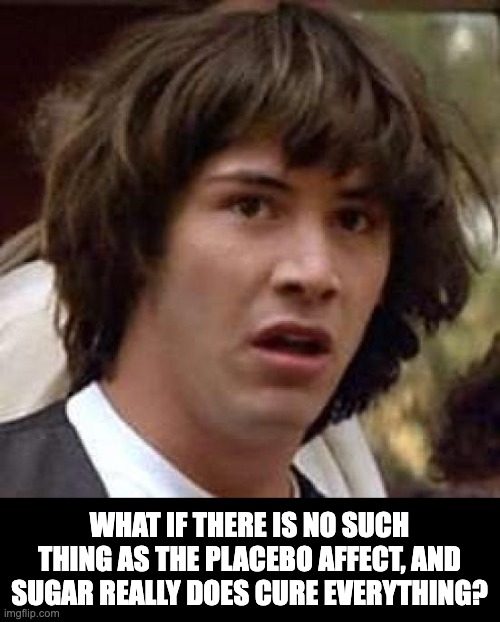 WHAT IF THERE IS NO SUCH
THING AS THE PLACEBO AFFECT, AND
SUGAR REALLY DOES CURE EVERYTHING?
imgflip.com